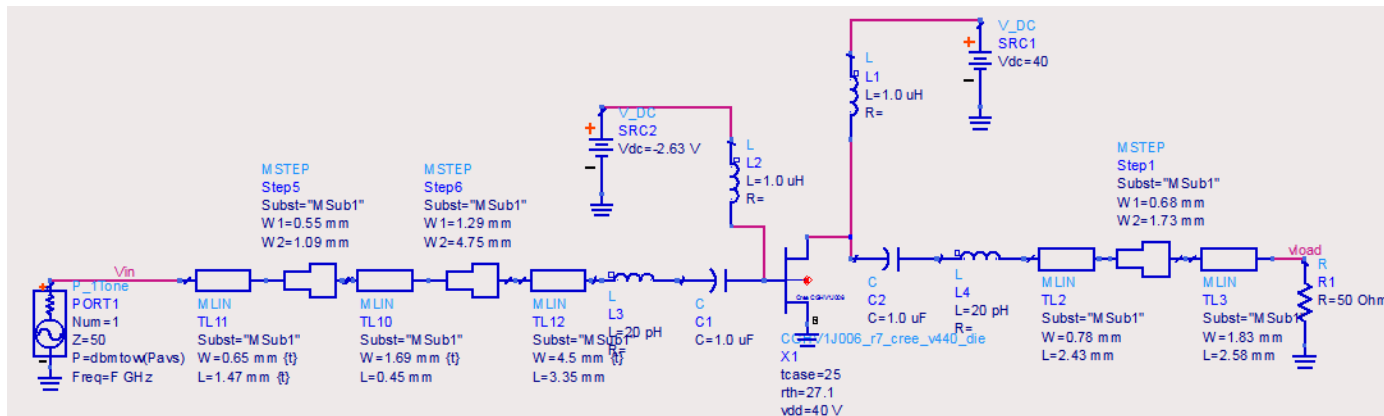 V_DC
SRC1
Vdc=40
L
L1
L=1.0 uH
R=
V_DC
SRC2
Vdc=-2.63 V
L
L2
L=1.0 uH
R=
MSTEP
Step5
Subst="MSub1"
W1=0.55 mm
W2=1.09 mm
MSTEP
Step6
Subst="MSub1"
W1=1.29 mm
W2=4.75 mm
MSTEP
Step1
Subst="MSub1"
W1=0.68 mm
W2=1.73 mm
Vin
P_1Tone
PORT1
Num=1
Z=50
P=dbmtow(Pavs)
Freq=F GHz
MLIN
TL11
Subst="MSub1"
W=0.65 mm {t}
L=1.47 mm {t}
MLIN
TL10
Subst="MSub1"
W=1.69 mm {t}
L=0.45 mm
MLIN
TL12
Subst="MSub1"
W=4.5 mm {t}
L=3.35 mm
L
L3
L=20 pH
R=
C
C1
C=1.0 uF
X1
tcase=25
rth=27.1
vdd=40 V
C
C2
C=1.0 uF
L
L4
L=20 pH
R=
MLIN
TL2
Subst="MSub1"
W=0.78 mm
L=2.43 mm
MLIN
TL3
Subst="MSub1"
W=1.83 mm
L=2.58 mm
vload
R
R1
R=50 Ohm